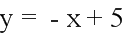 y = - x + 5